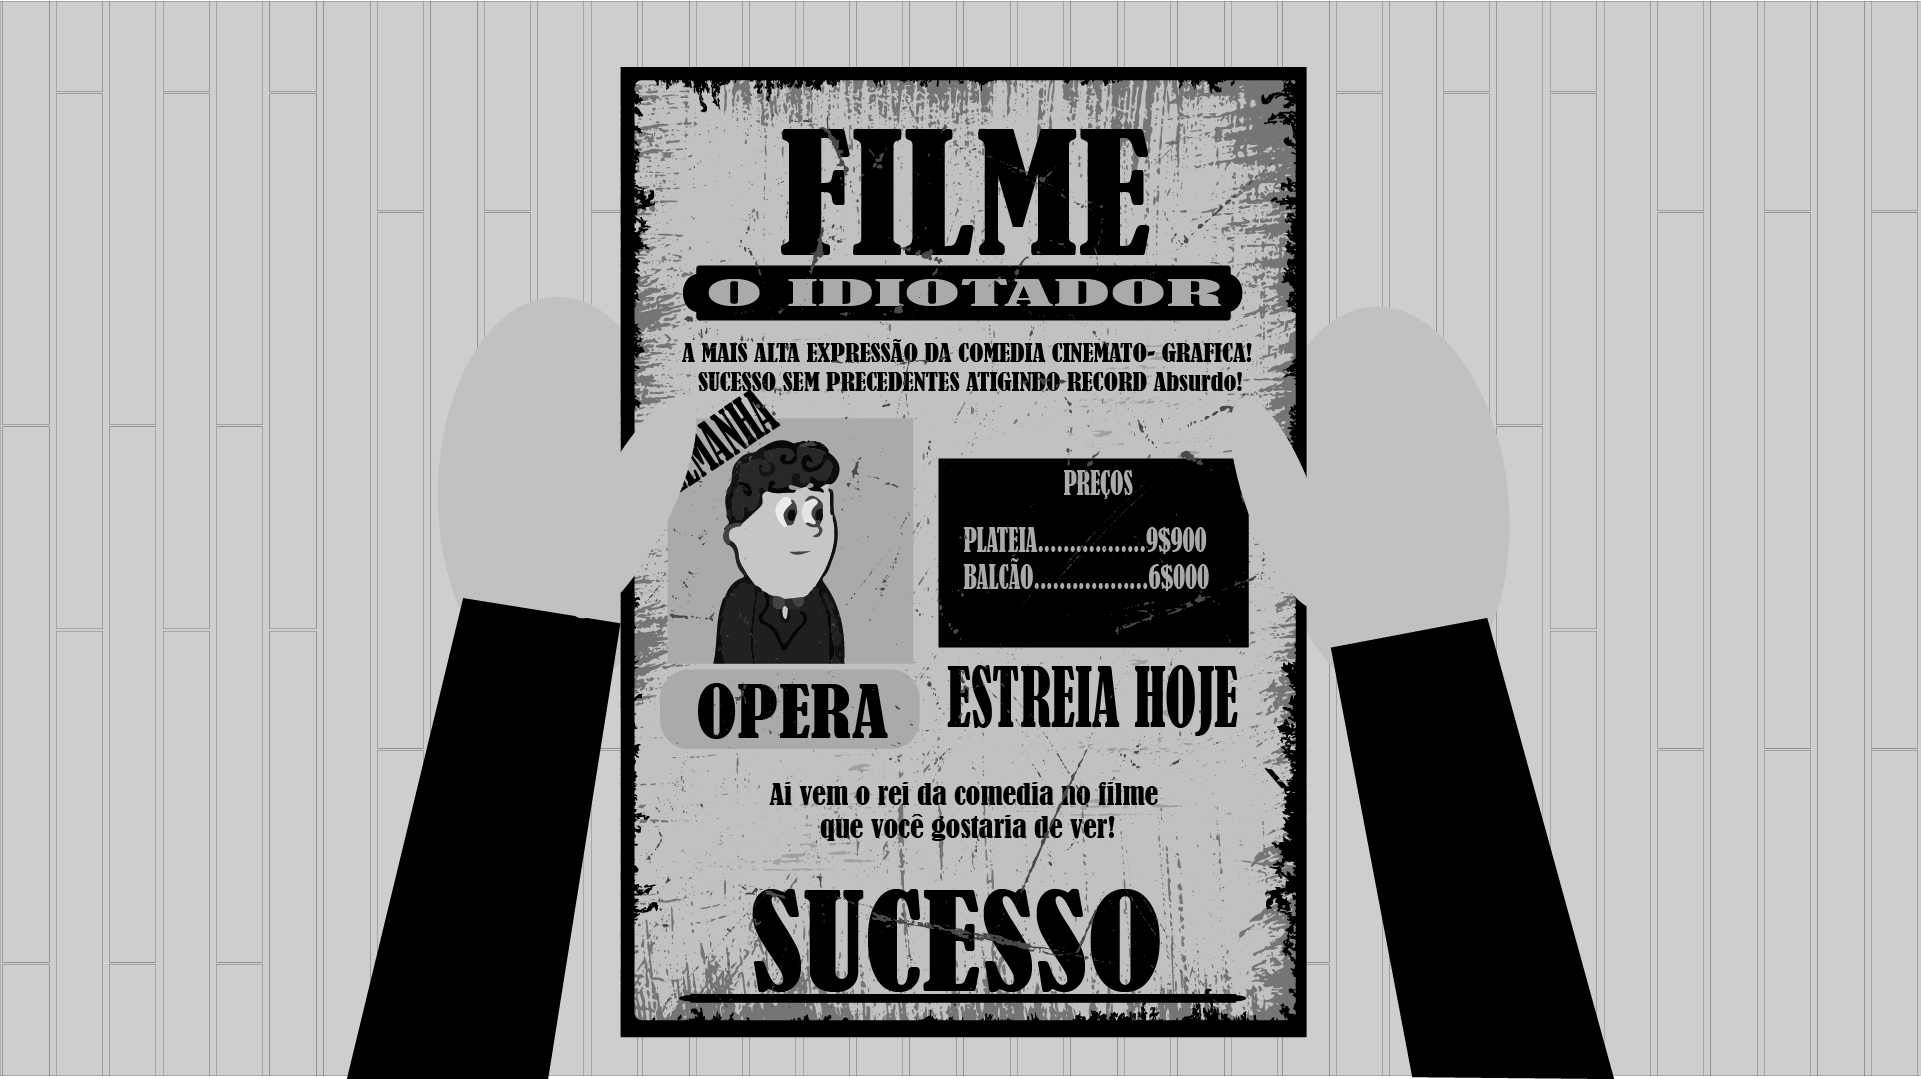 FILME
O IDIOTADOR
A MAIS ALTA EXPRESSÃO DA COMEDIA CINEMATO- GRAFICA!
SUCESSO SEM PRECEDENTES ATIGINDO RECORD Absurdo!
PREÇOS
PLATEIA.................9$900
BALCÃO..................6$000
OPERA
ESTREIA HOJE
Ai vem o rei da comedia no filme
que você gostaria de ver!
SUCESSO